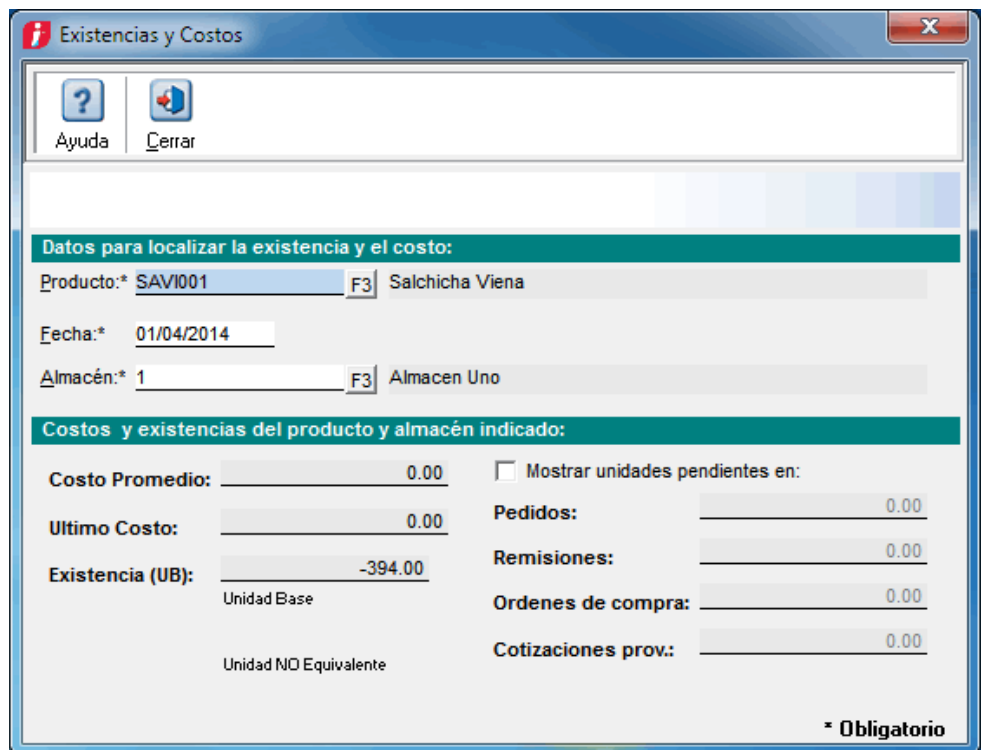 Existencias y Costos
Ayuda Cerrar
Datos para localizar la existencia y el costo:
Producto:* SAVI001 F3 Salchicha Viena
Fecha:* 01/04/2014
Almacén:* 1 F3 Almacen Uno
Costos y existencias del producto y almacén indicado:
Costo Promedio: 0.00 Mostrar unidades pendientes en:
Ultimo Costo: 0.00 Pedidos: 0.00
Existencia (UB): -394.00 Remisiones: 0.00
Unidad Base Ordenes de compra: 0.00
Unidad NO Equivalente Cotizaciones prov.: 0.00
* Obligatorio